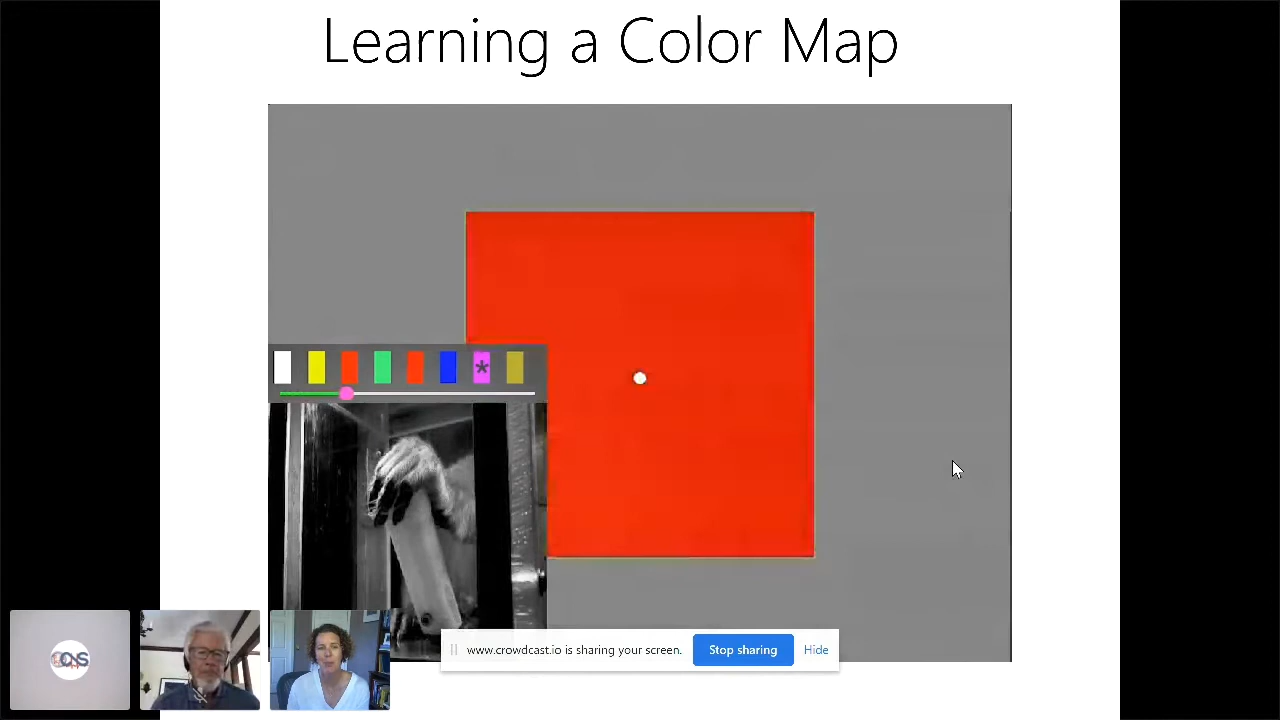 Learning a Color Map
*
www.crowdcast.io is sharing your screen.
Stop sharing
Hide